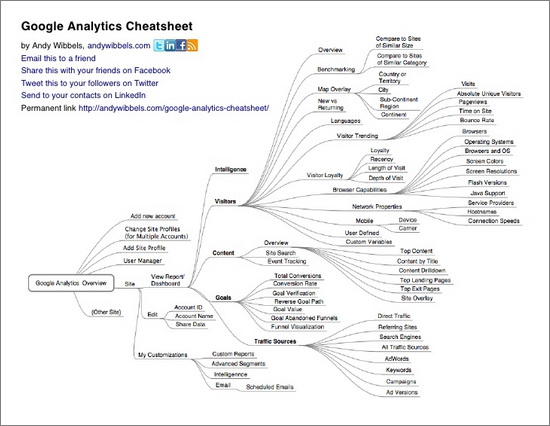 Google Analytics Cheatsheet
by Andy Wibbels, andywibbels.com
Email this to a friend
Share this with your friends on Facebook
Tweet this to your followers on Twitter
Send to your contacts on LinkedIn
Permanent link http://andywibbels.com/google-analytics-cheatsheet/
Google Analytics Overview
Add new account
Change Site Profiles
(for Multiple Accounts)
Add Site Profile
User Manager
Site
(Other Site)
View Report/
Dashboard
Edit
Account ID
Account Name
Share Data
My Customizations
Custom Reports
Advanced Segments
Intelligennce
Email
Scheduled Emails
Intelligence
Visitors
Overview
Benchmarking
Compare to Sites
of Similar Size
Compare to Sites
of Similar Category
Map Overlay
Country or
Territory
City
Sub-Continent
Region
Continent
New vs
Returning
Languages
Visitor Trending
Visits
Absolute Unique Visitors
Pageviews
Time on Site
Bounce Rate
Visitor Loyalty
Loyalty
Recency
Length of Visit
Depth of Visit
Browser Capabilities
Browsers
Operating Systems
Browsers and OS
Screen Colors
Screen Resolutions
Flash Versions
Java Support
Network Properties
Service Providers
Hostnames
Connection Speeds
Mobile
Device
Carrier
User Defined
Custom Variables
Content
Overview
Top Content
Content by Title
Content Drilldown
Top Landing Pages
Top Exit Pages
Site Overlay
Site Search
Event Tracking
Goals
Total Conversions
Conversion Rate
Goal Verification
Reverse Goal Path
Goal Value
Goal Abandoned Funnels
Funnel Visualization
Traffic Sources
Direct Traffic
Referring Sites
Search Engines
All Traffic Sources
AdWords
Keywords
Campaigns
Ad Versions